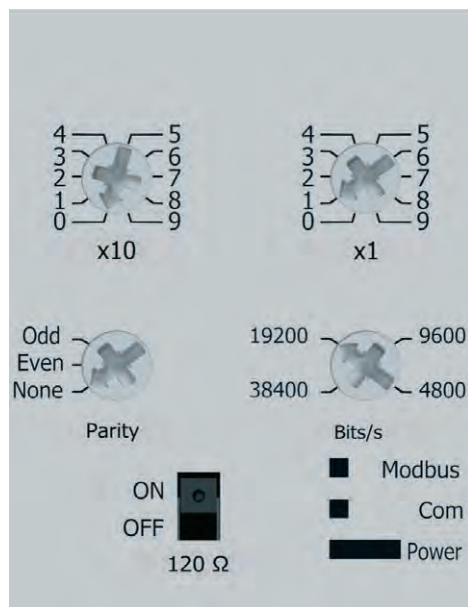 4 5 4 5
3 6 3 6
2 7 2 7
1 8 1 8
0 9 0 9
x10 x1
Odd 19200 9600
Even
None 38400 4800
Parity Bits/s
ON Modbus
OFF Com
120 Ω Power